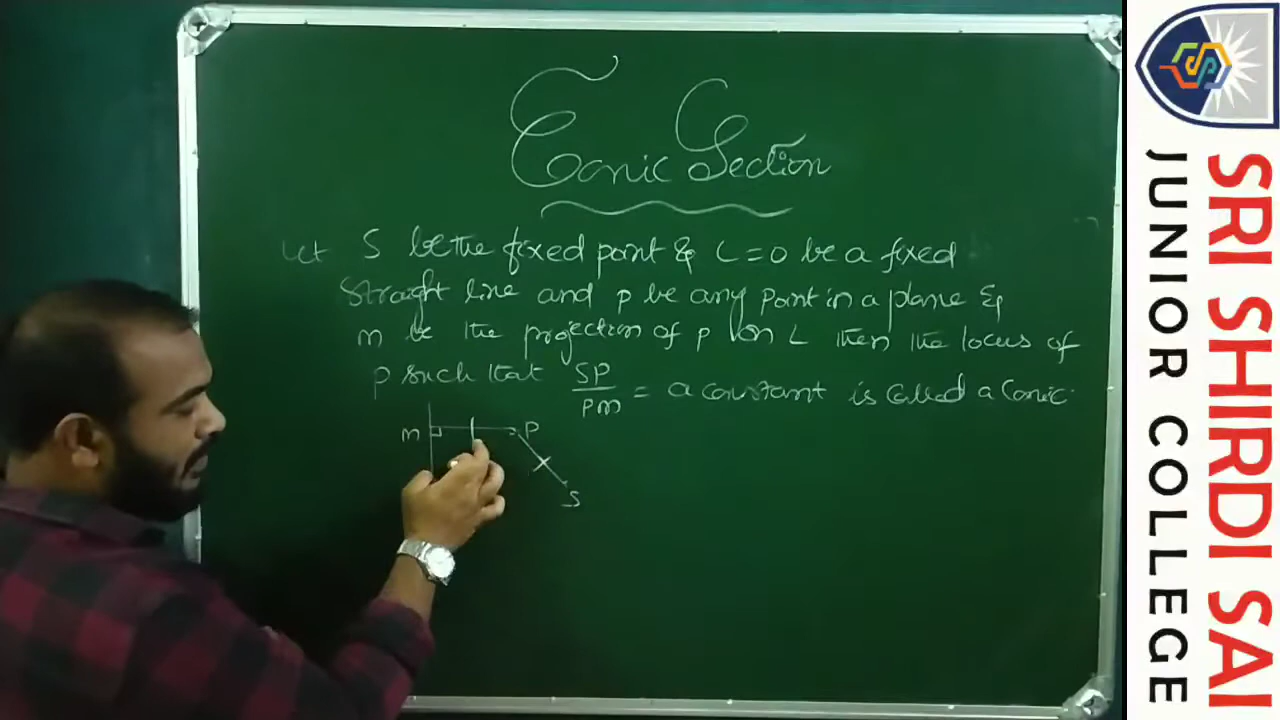 Conic Section
Let S be the fixed point & L = 0 be a fixed
straight line and p be any point in a plane &
m be the projection of p on L then the locus of
p such that SP/PM = a constant is called a Conic.
m P
S
SRI SHIRDI SAI
JUNIOR COLLEGE